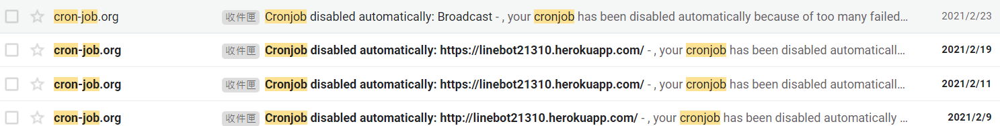 cron-job.org 收件匣 Cronjob disabled automatically: Broadcast - , your cronjob has been disabled automatically because of too many failed… 2021/2/23
cron-job.org 收件匣 Cronjob disabled automatically: https://linebot21310.herokuapp.com/ - , your cronjob has been disabled automaticall… 2021/2/19
cron-job.org 收件匣 Cronjob disabled automatically: https://linebot21310.herokuapp.com/ - , your cronjob has been disabled automaticall… 2021/2/11
cron-job.org 收件匣 Cronjob disabled automatically: http://linebot21310.herokuapp.com/ - , your cronjob has been disabled automatically … 2021/2/9